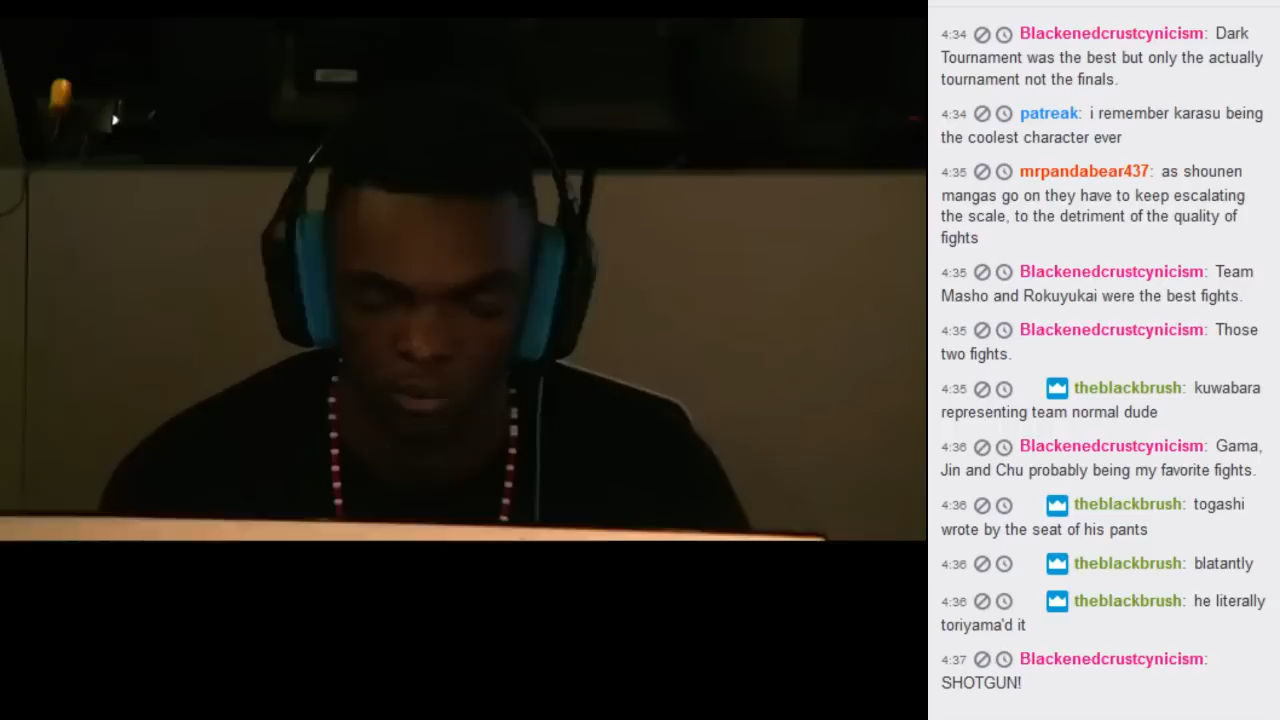 4:34 Blackenedcrustcynicism: Dark
Tournament was the best but only the actually
tournament not the finals.
4:34 patreak: i remember karasu being
the coolest character ever
4:35 mrpandabear437: as shounen
mangas go on they have to keep escalating
the scale, to the detriment of the quality of
fights
4:35 Blackenedcrustcynicism: Team
Masho and Rokuyukai were the best fights.
4:35 Blackenedcrustcynicism: Those
two fights.
4:35 theblackbrush: kuwabara
representing team normal dude
4:36 Blackenedcrustcynicism: Gama,
Jin and Chu probably being my favorite fights.
4:36 theblackbrush: togashi
wrote by the seat of his pants
4:36 theblackbrush: blatantly
4:36 theblackbrush: he literally
toriyama'd it
4:37 Blackenedcrustcynicism:
SHOTGUN!